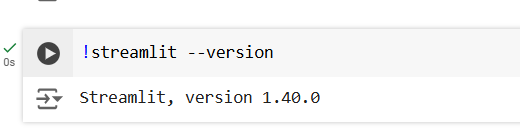 !streamlit --version
0s
Streamlit, version 1.40.0